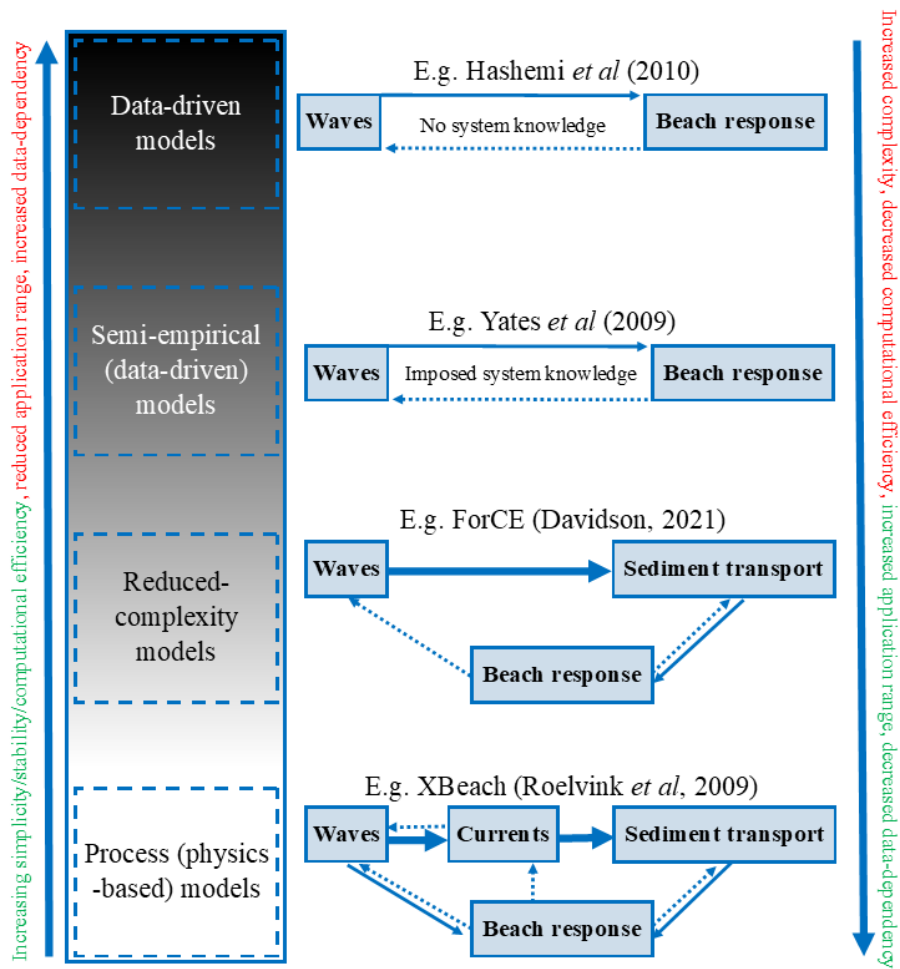 Increasing simplicity/stability/computational efficiency, reduced application range, increased data-dependency
Data-driven
models
E.g. Hashemi et al (2010)
Waves
No system knowledge
Beach response
Semi-empirical
(data-driven)
models
E.g. Yates et al (2009)
Waves
Imposed system knowledge
Beach response
Reduced-
complexity
models
E.g. ForCE (Davidson, 2021)
Waves
Sediment transport
Beach response
Process (physics
-based) models
E.g. XBeach (Roelvink et al, 2009)
Waves
Currents
Sediment transport
Beach response
Increased complexity, decreased computational efficiency, increased application range, decreased data-dependency